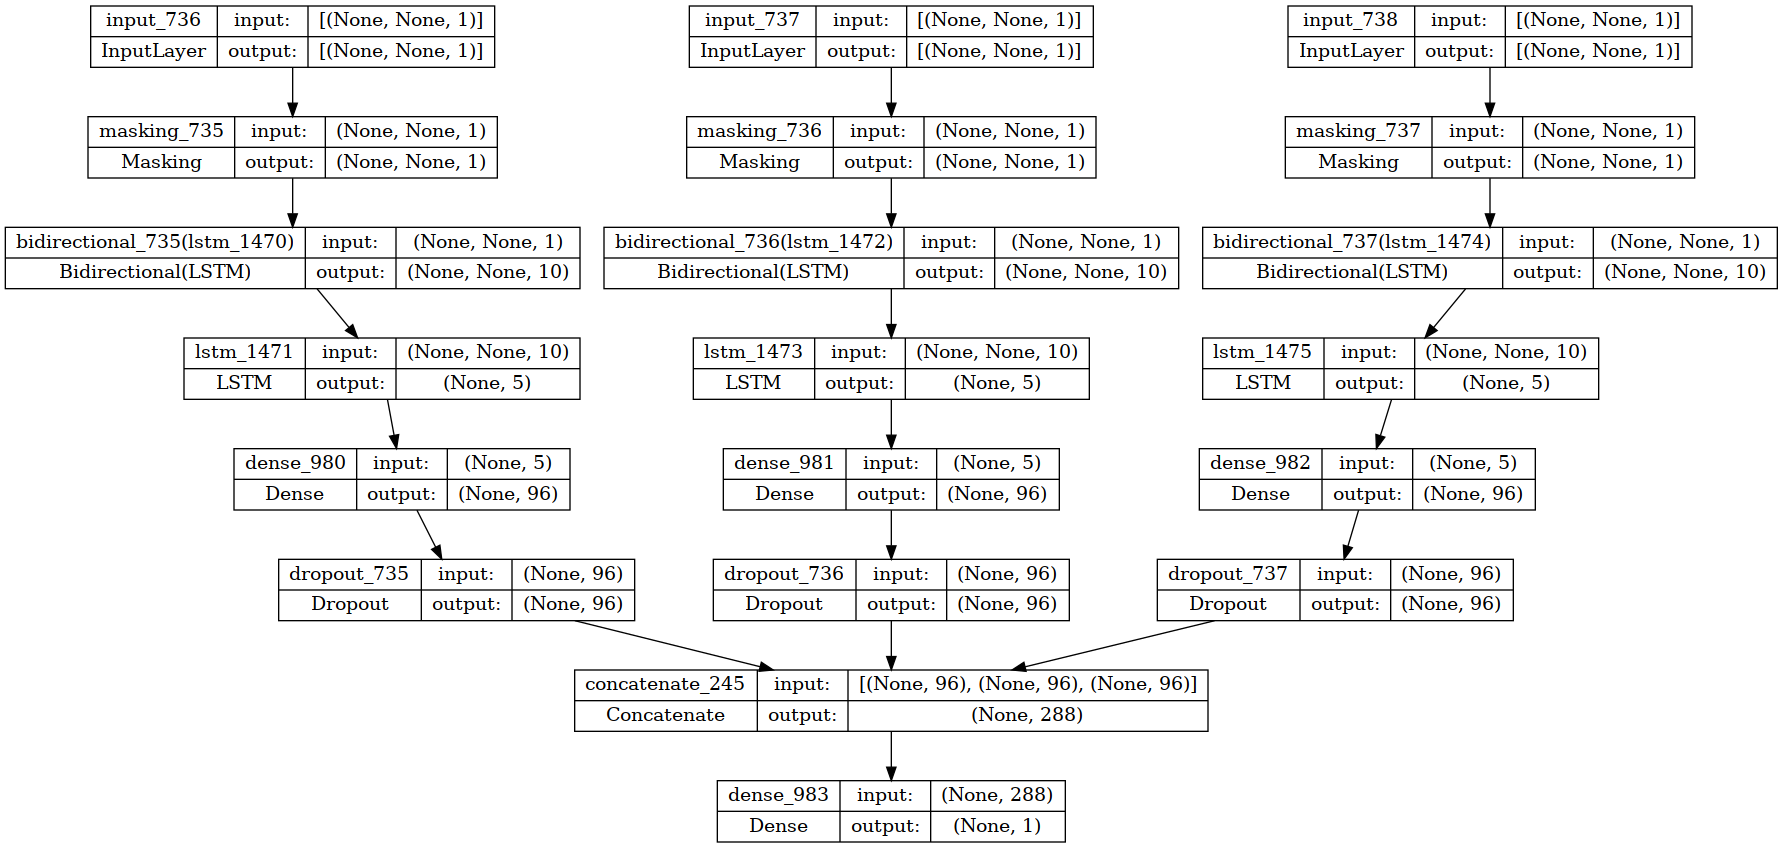 input_736 input: [(None, None, 1)]
InputLayer output: [(None, None, 1)]
input_737 input: [(None, None, 1)]
InputLayer output: [(None, None, 1)]
input_738 input: [(None, None, 1)]
InputLayer output: [(None, None, 1)]
masking_735 input: (None, None, 1)
Masking output: (None, None, 1)
masking_736 input: (None, None, 1)
Masking output: (None, None, 1)
masking_737 input: (None, None, 1)
Masking output: (None, None, 1)
bidirectional_735(lstm_1470) input: (None, None, 1)
Bidirectional(LSTM) output: (None, None, 10)
bidirectional_736(lstm_1472) input: (None, None, 1)
Bidirectional(LSTM) output: (None, None, 10)
bidirectional_737(lstm_1474) input: (None, None, 1)
Bidirectional(LSTM) output: (None, None, 10)
lstm_1471 input: (None, None, 10)
LSTM output: (None, 5)
lstm_1473 input: (None, None, 10)
LSTM output: (None, 5)
lstm_1475 input: (None, None, 10)
LSTM output: (None, 5)
dense_980 input: (None, 5)
Dense output: (None, 96)
dense_981 input: (None, 5)
Dense output: (None, 96)
dense_982 input: (None, 5)
Dense output: (None, 96)
dropout_735 input: (None, 96)
Dropout output: (None, 96)
dropout_736 input: (None, 96)
Dropout output: (None, 96)
dropout_737 input: (None, 96)
Dropout output: (None, 96)
concatenate_245 input: [(None, 96), (None, 96), (None, 96)]
Concatenate output: (None, 288)
dense_983 input: (None, 288)
Dense output: (None, 1)